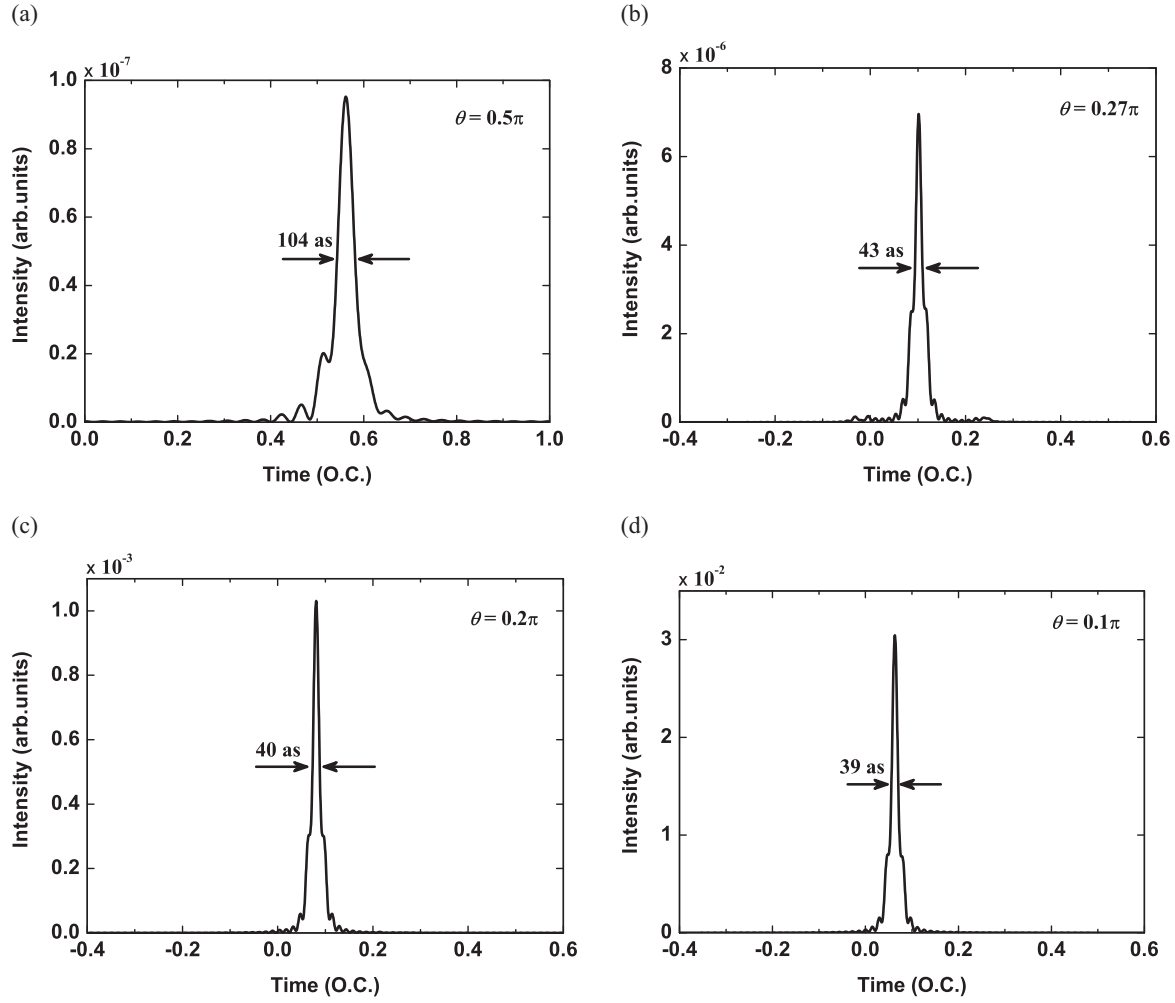 (a)
× 10-7
1.0
0.8
0.6
0.4
0.2
0.0
Intensity (arb.units)
θ = 0.5π
104 as
0.0 0.2 0.4 0.6 0.8 1.0
Time (O.C.)
(b)
× 10-6
8
6
4
2
0
Intensity (arb.units)
θ = 0.27π
43 as
-0.4 -0.2 0.0 0.2 0.4 0.6
Time (O.C.)
(c)
× 10-3
1.0
0.8
0.6
0.4
0.2
0.0
Intensity (arb.units)
θ = 0.2π
40 as
-0.4 -0.2 0.0 0.2 0.4 0.6
Time (O.C.)
(d)
× 10-2
3
2
1
0
Intensity (arb.units)
θ = 0.1π
39 as
-0.4 -0.2 0.0 0.2 0.4 0.6
Time (O.C.)